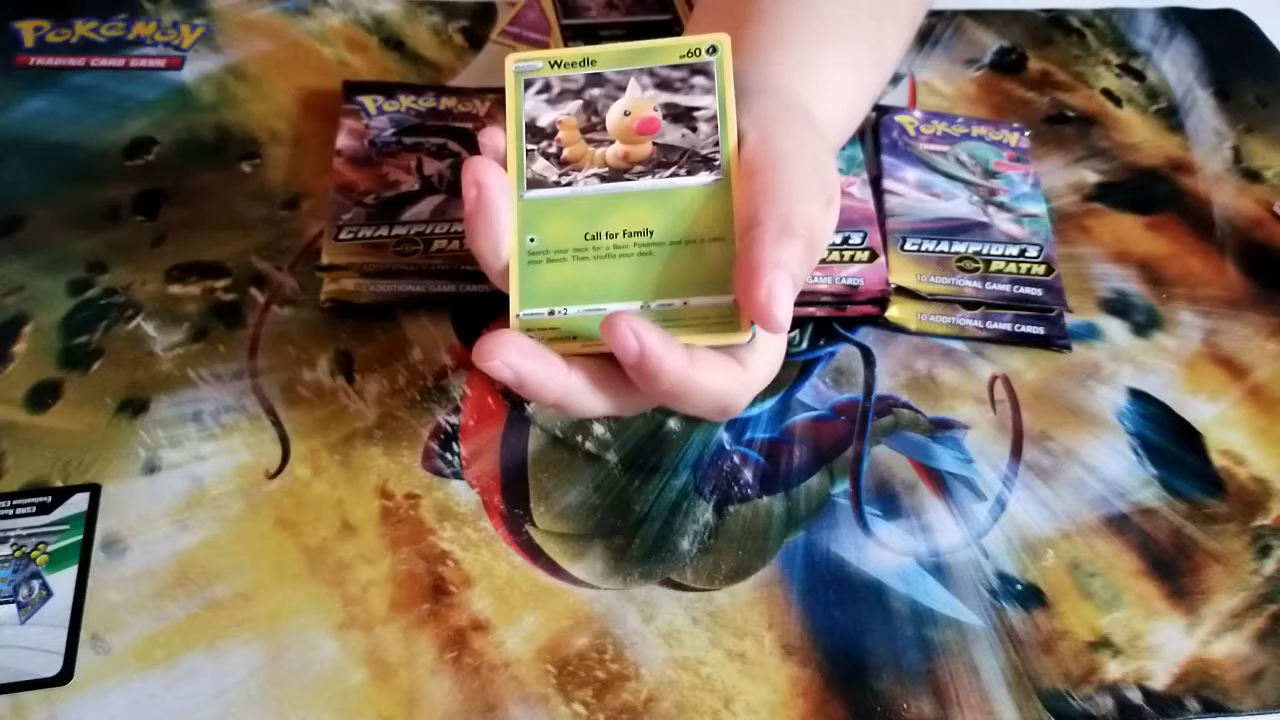 POKÉMON
TRADING CARD GAME
Weedle
60
Call for Family
Search your deck for a Basic Pokémon and put it onto
your Bench. Then, shuffle your deck.
×2
POKÉMON
CHAMPION'S
PATH
10 ADDITIONAL GAME CARDS
N'S
PATH
GAME CARDS
POKÉMON
CHAMPION'S
PATH
10 ADDITIONAL GAME CARDS
10 ADDITIONAL GAME CARDS